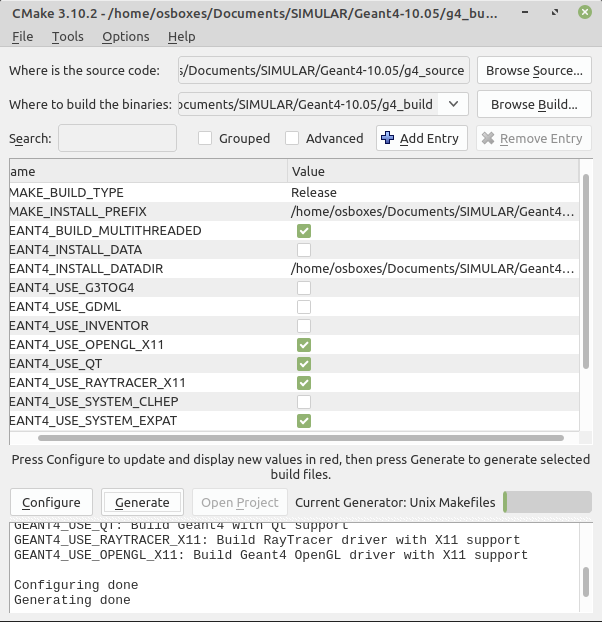 CMake 3.10.2 - /home/osboxes/Documents/SIMULAR/Geant4-10.05/g4_bu...
File Tools Options Help
Where is the source code: s/Documents/SIMULAR/Geant4-10.05/g4_source Browse Source...
Where to build the binaries: ocuments/SIMULAR/Geant4-10.05/g4_build Browse Build...
Search: Grouped Advanced Add Entry Remove Entry
ame Value
MAKE_BUILD_TYPE Release
MAKE_INSTALL_PREFIX /home/osboxes/Documents/SIMULAR/Geant4...
EANT4_BUILD_MULTITHREADED
EANT4_INSTALL_DATA
EANT4_INSTALL_DATADIR /home/osboxes/Documents/SIMULAR/Geant4...
EANT4_USE_G3TOG4
EANT4_USE_GDML
EANT4_USE_INVENTOR
EANT4_USE_OPENGL_X11
EANT4_USE_QT
EANT4_USE_RAYTRACER_X11
EANT4_USE_SYSTEM_CLHEP
EANT4_USE_SYSTEM_EXPAT
Press Configure to update and display new values in red, then press Generate to generate selected
build files.
Configure Generate Open Project Current Generator: Unix Makefiles
GEANT4_USE_QT: Build Geant4 with Qt support
GEANT4_USE_RAYTRACER_X11: Build RayTracer driver with X11 support
GEANT4_USE_OPENGL_X11: Build Geant4 OpenGL driver with X11 support
Configuring done
Generating done